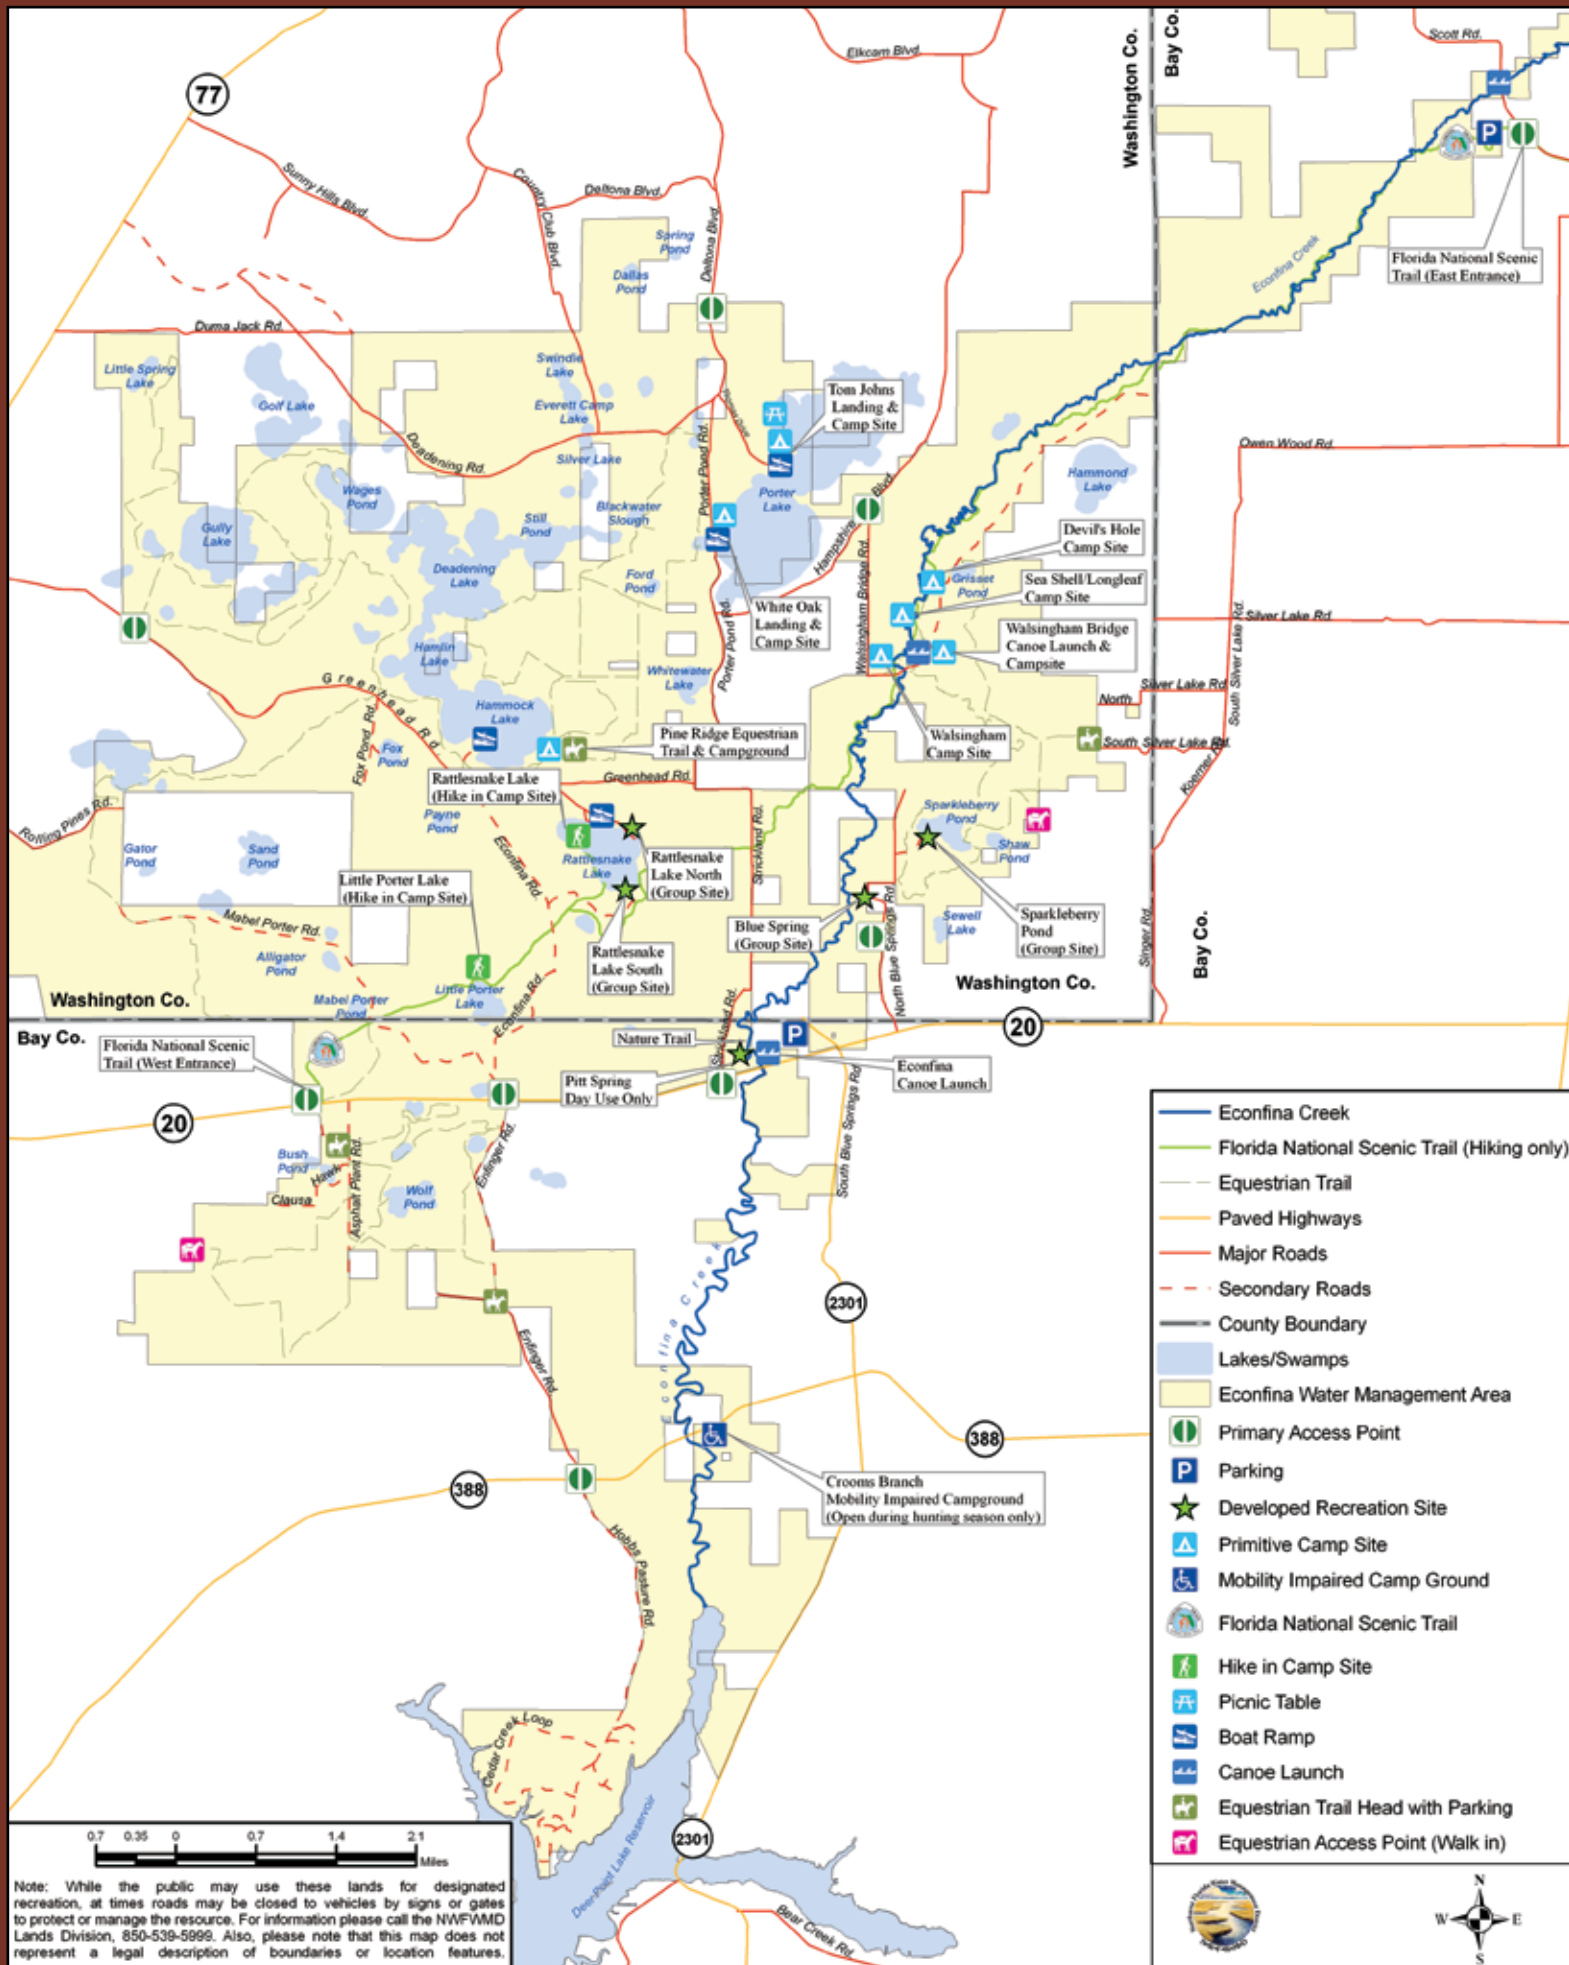 Washington Co.
Bay Co.
Scott Rd.
Elkcam Blvd.
77
Sunny Hills Blvd.
Country Club Blvd.
Deltona Blvd.
Deltona Blvd.
Spring
Pond
Dallas
Pond
Econfina Creek
Florida National Scenic
Trail (East Entrance)
Duma Jack Rd.
Little Spring
Lake
Golf Lake
Swindle
Lake
Everett Camp
Lake
Tom Johns
Landing &
Camp Site
Deadening Rd.
Silver Lake
Porter Pond Rd.
Owen Wood Rd.
Hammond
Lake
Wages
Pond
Still
Pond
Blackwater
Slough
Porter
Lake
Gully
Lake
Hampshire
Blvd.
Devil's Hole
Camp Site
Deadening
Lake
Ford
Pond
Grisset
Pond
Sea Shell/Longleaf
Camp Site
White Oak
Landing &
Camp Site
Walsingham Bridge Rd.
Walsingham Bridge
Canoe Launch &
Campsite
Silver Lake Rd.
South Silver Lake Rd.
Hamlin
Lake
Whitewater
Lake
Porter Pond Rd.
Greenhead Rd
North
Silver Lake Rd
Fox Pond Rd.
Hammock
Lake
Pine Ridge Equestrian
Trail & Campground
Walsingham
Camp Site
South Silver Lake Rd.
Koerner Rd
Fox
Pond
Rattlesnake Lake
(Hike in Camp Site)
Greenhead Rd.
Rolling Pines Rd.
Payne
Pond
Sparkleberry
Pond
Gator
Pond
Sand
Pond
Econfina Rd.
Rattlesnake
Lake
Strickland Rd.
Shaw
Pond
Rattlesnake
Lake North
(Group Site)
Little Porter Lake
(Hike in Camp Site)
Mabel Porter Rd.
Blue Spring
(Group Site)
North Blue Springs Rd
Sewell
Lake
Sparkleberry
Pond
(Group Site)
Singer Rd.
Bay Co.
Alligator
Pond
Rattlesnake
Lake South
(Group Site)
Washington Co.
Mabel Porter
Pond
Little Porter
Lake
Econfina Rd.
Washington Co.
Bay Co.
Strickland Rd.
20
Florida National Scenic
Trail (West Entrance)
Nature Trail
P
Econfina
Canoe Launch
Pitt Spring
Day Use Only
20
South Blue Springs Rd
Bush
Pond
Hawk
Clausa
Asphalt Plant Rd.
Wolf
Pond
Enfinger Rd.
Econfina Creek
2301
Enfinger Rd.
388
388
Crooms Branch
Mobility Impaired Campground
(Open during hunting season only)
Hobbs Pasture Rd.
Cedar Creek Loop
Deer Point Lake Reservoir
2301
Bear Creek Rd.
Econfina Creek
Florida National Scenic Trail (Hiking only)
Equestrian Trail
Paved Highways
Major Roads
Secondary Roads
County Boundary
Lakes/Swamps
Econfina Water Management Area
Primary Access Point
P Parking
Developed Recreation Site
Primitive Camp Site
Mobility Impaired Camp Ground
Florida National Scenic Trail
Hike in Camp Site
Picnic Table
Boat Ramp
Canoe Launch
Equestrian Trail Head with Parking
Equestrian Access Point (Walk in)
0.7 0.35 0 0.7 1.4 2.1
Miles
Note: While the public may use these lands for designated
recreation, at times roads may be closed to vehicles by signs or gates
to protect or manage the resource. For information please call the NWFWMD
Lands Division, 850-539-5999. Also, please note that this map does not
represent a legal description of boundaries or location features.
N
W E
S